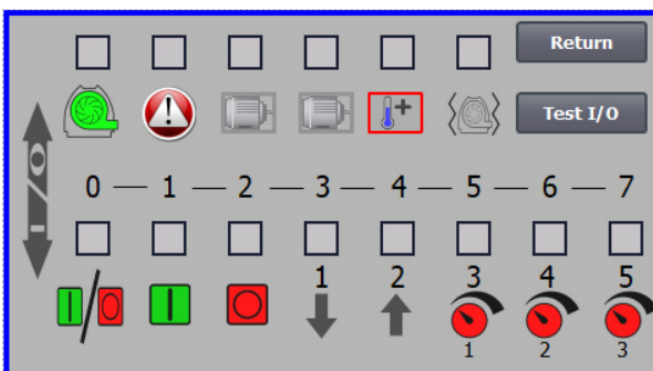 Return
Test I/O
I/O
0 — 1 — 2 — 3 — 4 — 5 — 6 — 7
1 2 3 4 5
1 2 3